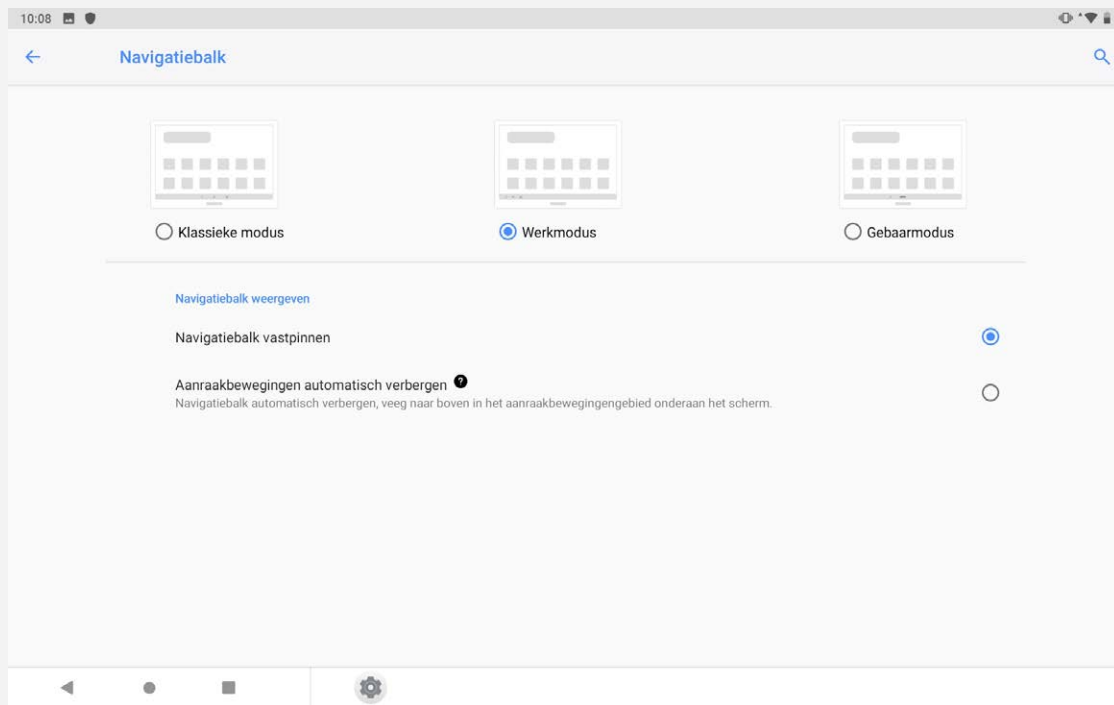 10:08
Navigatiebalk
Klassieke modus
Werkmodus
Gebaarmodus
Navigatiebalk weergeven
Navigatiebalk vastpinnen
Aanraakbewegingen automatisch verbergen ?
Navigatiebalk automatisch verbergen, veeg naar boven in het aanraakbewegingengebied onderaan het scherm.